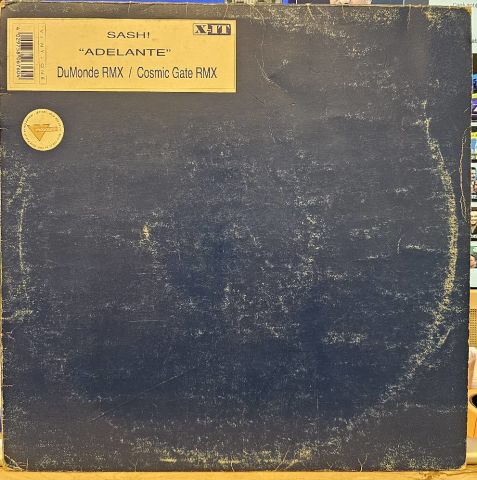 SASH!
X-IT
"ADELANTE"
DuMonde RMX / Cosmic Gate RMX